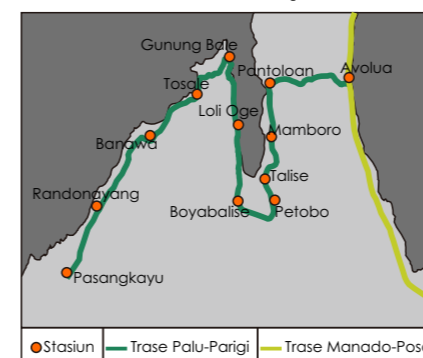 Gunung Bale
Pantoloan
Avolua
Tosale
Loli Oge
Mamboro
Banawa
Talise
Randonayang
Boyabalise
Petobo
Pasangkayu
Stasiun
Trase Palu-Parigi
Trase Manado-Poso